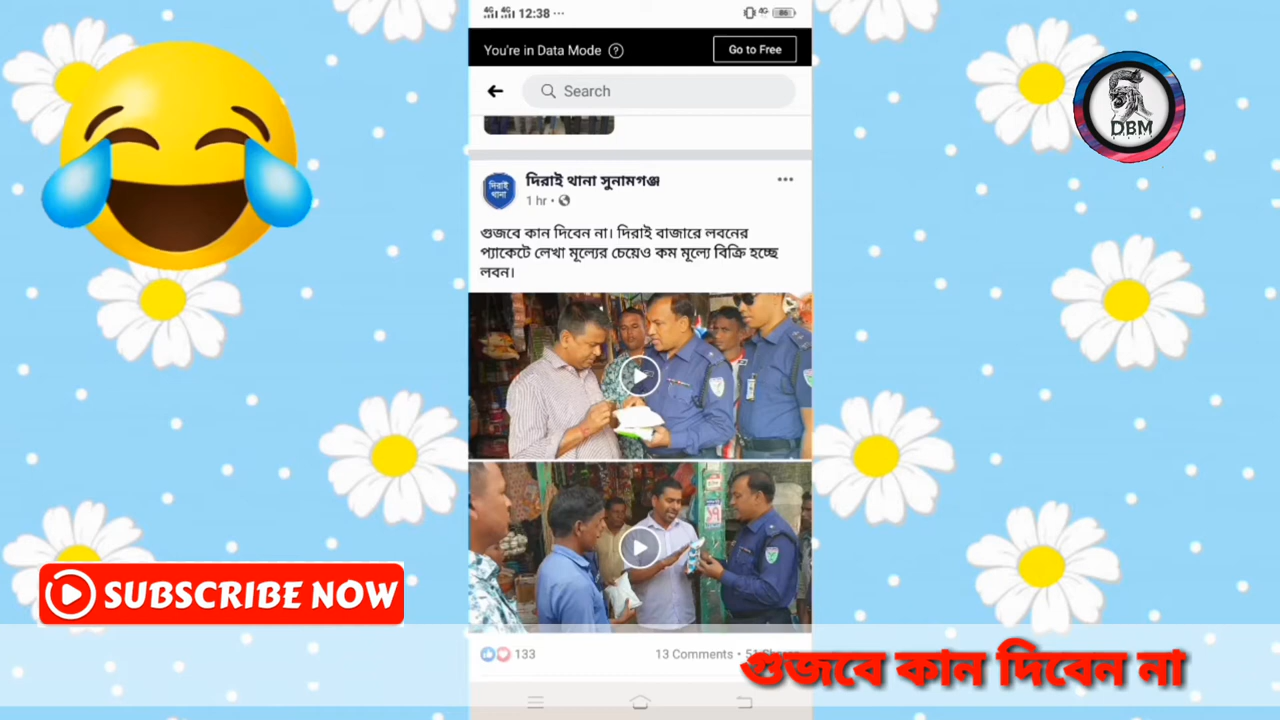 12:38
86
You're in Data Mode
Go to Free
Search
DBM
দিরাই থানা
দিরাই থানা সুনামগঞ্জ
1 hr
গুজবে কান দিবেন না। দিরাই বাজারে লবনের
প্যাকেটে লেখা মূল্যের চেয়েও কম মূল্যে বিক্রি হচ্ছে
লবন।
SUBSCRIBE NOW
133
13 Comments
গুজবে কান দিবেন না